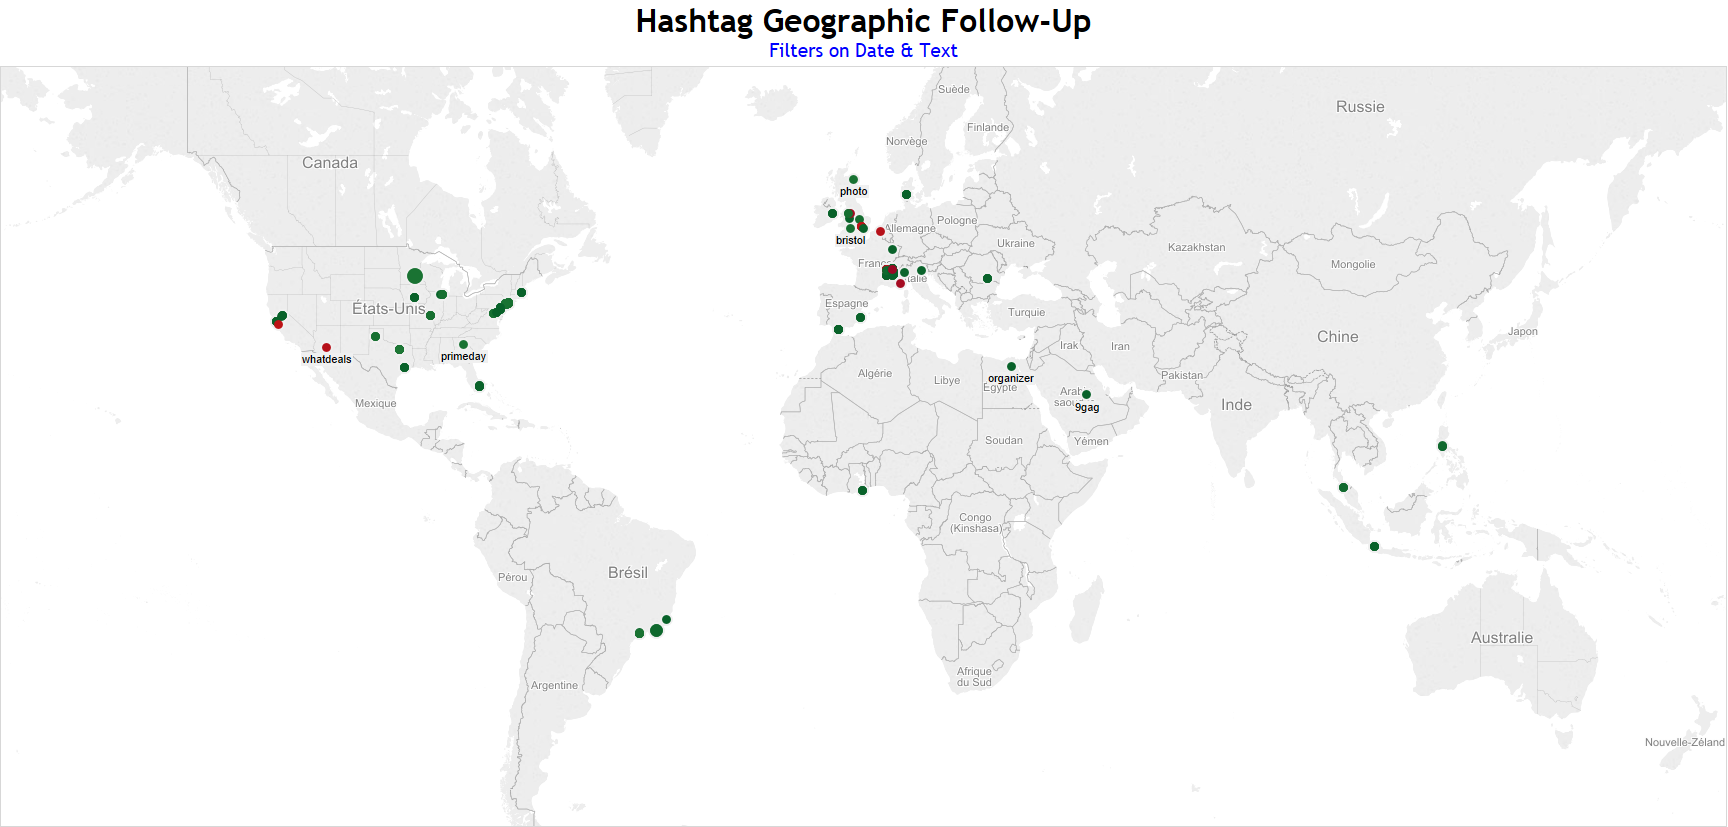 Hashtag Geographic Follow-Up
Filters on Date & Text
Suède
Russie
Finlande
Norvège
Canada
photo
Pologne
Allemagne
bristol
Ukraine
Kazakhstan
Mongolie
France
Italie
États-Unis
Espagne
Turquie
Japon
Chine
Irak
Iran
whatdeals
primeday
Algérie
Libye
organizer
Égypte
Pakistan
Mexique
9gag
Inde
Soudan
Yémen
Congo
(Kinshasa)
Pérou
Brésil
Australie
Afrique
du Sud
Argentine
Nouvelle-Zéland